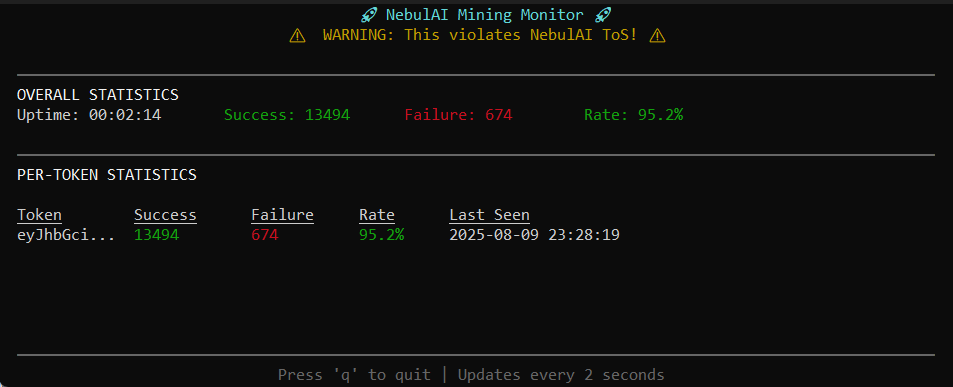 🚀 NebulAI Mining Monitor 🚀
⚠ WARNING: This violates NebulAI ToS! ⚠
OVERALL STATISTICS
Uptime: 00:02:14 Success: 13494 Failure: 674 Rate: 95.2%
PER-TOKEN STATISTICS
Token Success Failure Rate Last Seen
eyJhbGci... 13494 674 95.2% 2025-08-09 23:28:19
Press 'q' to quit | Updates every 2 seconds